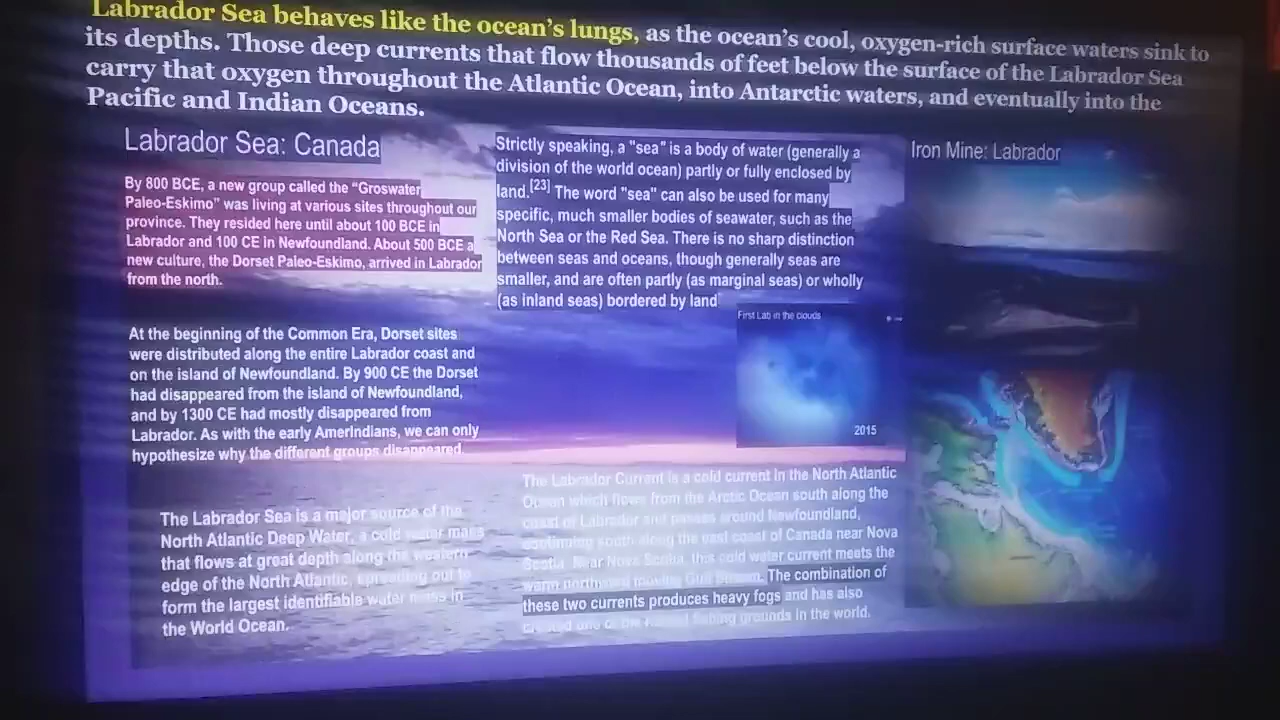 Labrador Sea behaves like the ocean's lungs, as the ocean's cool, oxygen-rich surface waters sink to
its depths. Those deep currents that flow thousands of feet below the surface of the Labrador Sea
carry that oxygen throughout the Atlantic Ocean, into Antarctic waters, and eventually into the
Pacific and Indian Oceans.
Labrador Sea: Canada
By 800 BCE, a new group called the "Groswater
Paleo-Eskimo" was living at various sites throughout our
province. They resided here until about 100 BCE in
Labrador and 100 CE in Newfoundland. About 500 BCE a
new culture, the Dorset Paleo-Eskimo, arrived in Labrador
from the north.
At the beginning of the Common Era, Dorset sites
were distributed along the entire Labrador coast and
on the island of Newfoundland. By 900 CE the Dorset
had disappeared from the island of Newfoundland,
and by 1300 CE had mostly disappeared from
Labrador. As with the early Amerindians, we can only
hypothesize why the different groups disappeared.
The Labrador Sea is a major source of the
North Atlantic Deep Water, a cold water mass
that flows at great depth along the western
edge of the North Atlantic, spreading out to
form the largest identifiable water mass in
the World Ocean.
Strictly speaking, a "sea" is a body of water (generally a
division of the world ocean) partly or fully enclosed by
land.[23] The word "sea" can also be used for many
specific, much smaller bodies of seawater, such as the
North Sea or the Red Sea. There is no sharp distinction
between seas and oceans, though generally seas are
smaller, and are often partly (as marginal seas) or wholly
(as inland seas) bordered by land
First Lab in the clouds
2015
The Labrador Current is a cold current in the North Atlantic
Ocean which flows from the Arctic Ocean south along the
coast of Labrador and passes around Newfoundland,
continuing south along the east coast of Canada near Nova
Scotia. Near Nova Scotia, this cold water current meets the
warm northward moving Gulf Stream. The combination of
these two currents produces heavy fogs and has also
created one of the richest fishing grounds in the world.
Iron Mine: Labrador